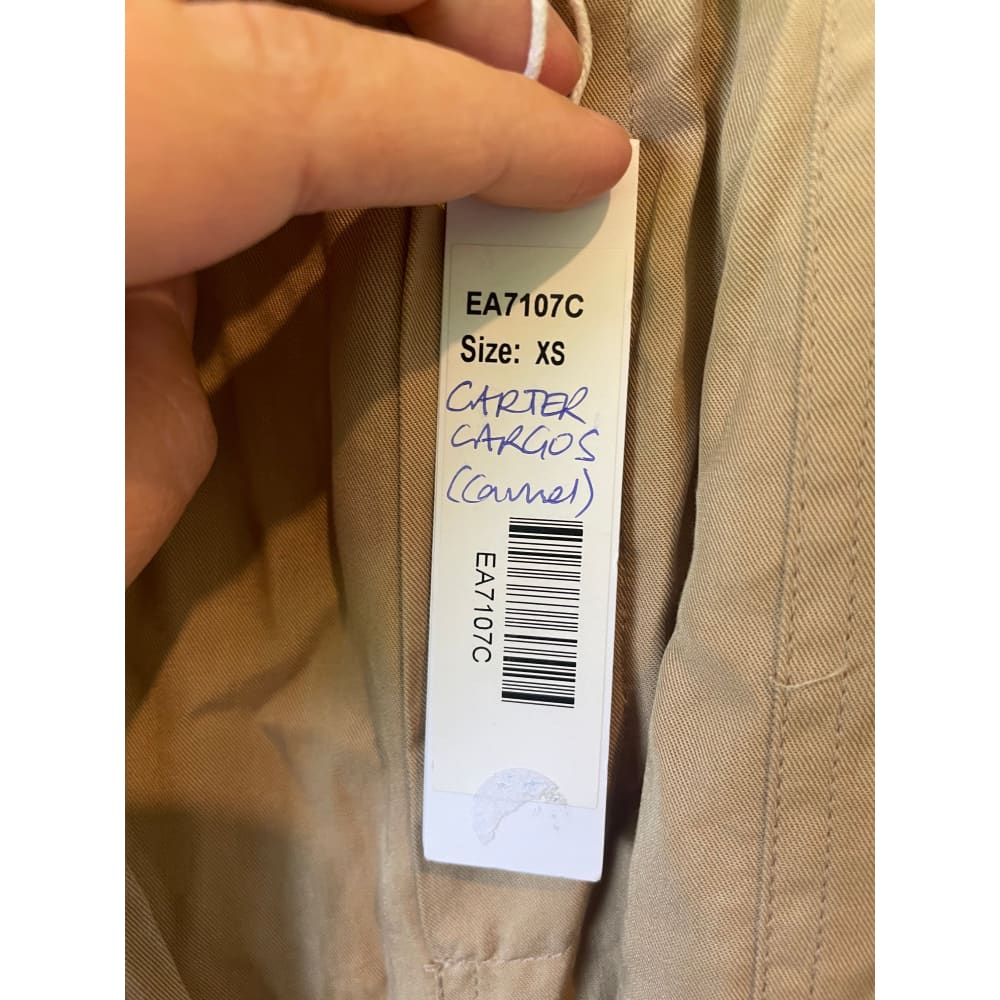 EA7107C
Size: XS
CARTER
CARGOS
(Camel)
EA7107C